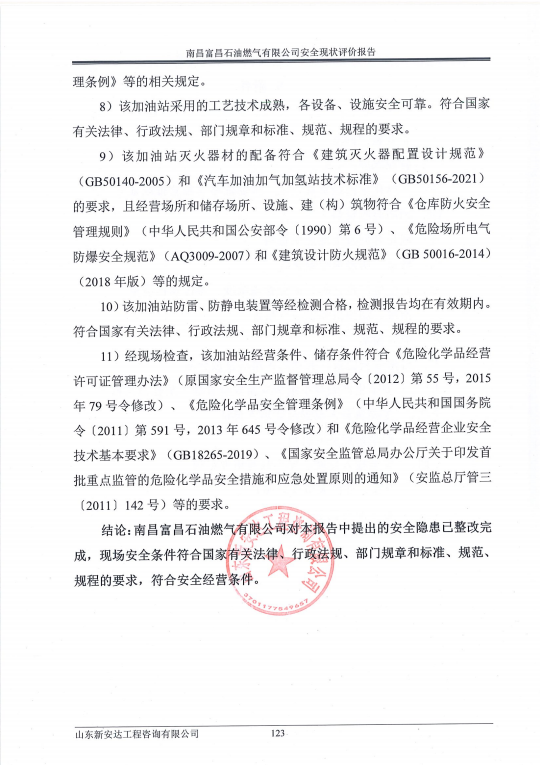 南昌富昌石油燃气有限公司安全现状评价报告
理条例》等的相关规定。
8）该加油站采用的工艺技术成熟，各设备、设施安全可靠。符合国家
有关法律、行政法规、部门规章和标准、规范、规程的要求。
9）该加油站灭火器材的配备符合《建筑灭火器配置设计规范》
（GB50140-2005）和《汽车加油加气加氢站技术标准》（GB50156-2021）
的要求，且经营场所和储存场所、设施、建（构）筑物符合《仓库防火安全
管理规则》（中华人民共和国公安部令〔1990〕第 6 号）、《危险场所电气
防爆安全规范》（AQ3009-2007）和《建筑设计防火规范》（GB 50016-2014）
（2018 年版）等的规定。
10）该加油站防雷、防静电装置等经检测合格，检测报告均在有效期内。
符合国家有关法律、行政法规、部门规章和标准、规范、规程的要求。
11）经现场检查，该加油站经营条件、储存条件符合《危险化学品经营
许可证管理办法》（原国家安全生产监督管理总局令〔2012〕第 55 号，2015
年 79 号令修改）、《危险化学品安全管理条例》（中华人民共和国国务院
令〔2011〕第 591 号，2013 年 645 号令修改）和《危险化学品经营企业安全
技术基本要求》（GB18265-2019）、《国家安全监管总局办公厅关于印发首
批重点监管的危险化学品安全措施和应急处置原则的通知》（安监总厅管三
〔2011〕142 号）等的要求。
结论：南昌富昌石油燃气有限公司对本报告中提出的安全隐患已整改完
成，现场安全条件符合国家有关法律、行政法规、部门规章和标准、规范、
规程的要求，符合安全经营条件。
山东新安达工程咨询有限公司
3701177049667
山东新安达工程咨询有限公司 123